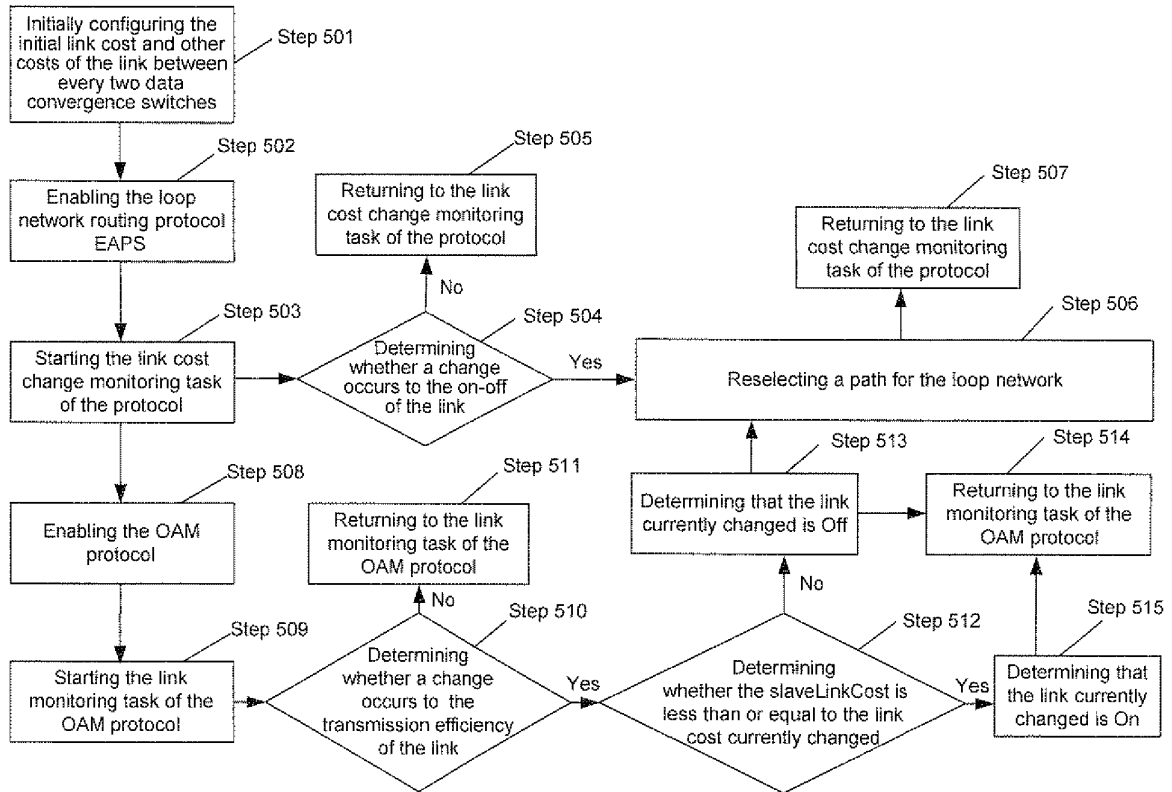 Initially configuring the
initial link cost and other
costs of the link between
every two data
convergence switches
Step 501
Step 502
Enabling the loop
network routing protocol
EAPS
Step 503
Starting the link cost
change monitoring task
of the protocol
Step 505
Returning to the link
cost change monitoring
task of the protocol
No
Step 504
Determining
whether a change
occurs to the on-off
of the link
Yes
Step 507
Returning to the link
cost change monitoring
task of the protocol
Step 506
Reselecting a path for the loop network
Step 508
Enabling the OAM
protocol
Step 509
Starting the link
monitoring task of the
OAM protocol
Step 511
Returning to the link
monitoring task of the
OAM protocol
No
Step 510
Determining
whether a change
occurs to the
transmission efficiency
of the link
Yes
Step 513
Determining that the link
currently changed is Off
Step 514
Returning to the link
monitoring task of the
OAM protocol
No
Step 512
Determining
whether the slaveLinkCost is
less than or equal to the link
cost currently changed
Yes
Step 515
Determining that
the link currently
changed is On